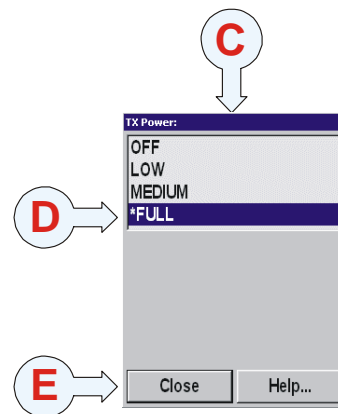 C
TX Power:
OFF
LOW
MEDIUM
*FULL
D
E
Close
Help...